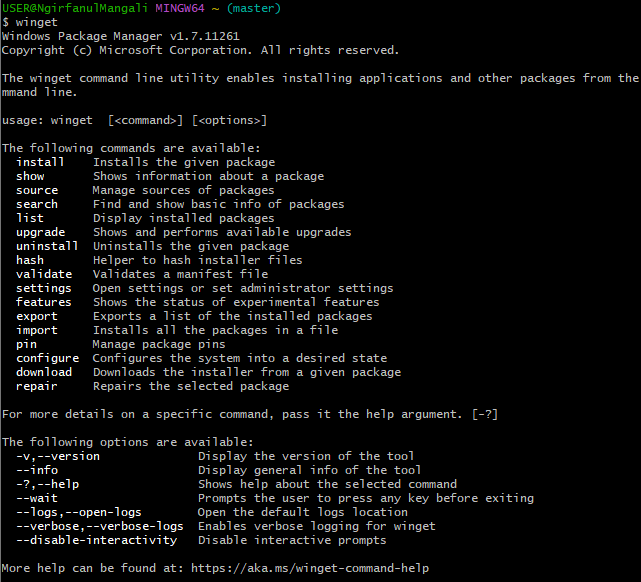 USER@NgirfanulMangali MINGW64 ~ (master)
$ winget
Windows Package Manager v1.7.11261
Copyright (c) Microsoft Corporation. All rights reserved.

The winget command line utility enables installing applications and other packages from the
mmand line.

usage: winget  [<command>] [<options>]

The following commands are available:
  install    Installs the given package
  show       Shows information about a package
  source     Manage sources of packages
  search     Find and show basic info of packages
  list       Display installed packages
  upgrade    Shows and performs available upgrades
  uninstall  Uninstalls the given package
  hash       Helper to hash installer files
  validate   Validates a manifest file
  settings   Open settings or set administrator settings
  features   Shows the status of experimental features
  export     Exports a list of the installed packages
  import     Installs all the packages in a file
  pin        Manage package pins
  configure  Configures the system into a desired state
  download   Downloads the installer from a given package
  repair     Repairs the selected package

For more details on a specific command, pass it the help argument. [-?]

The following options are available:
  -v,--version              Display the version of the tool
  --info                    Display general info of the tool
  -?,--help                 Shows help about the selected command
  --wait                    Prompts the user to press any key before exiting
  --logs,--open-logs        Open the default logs location
  --verbose,--verbose-logs  Enables verbose logging for winget
  --disable-interactivity   Disable interactive prompts

More help can be found at: https://aka.ms/winget-command-help